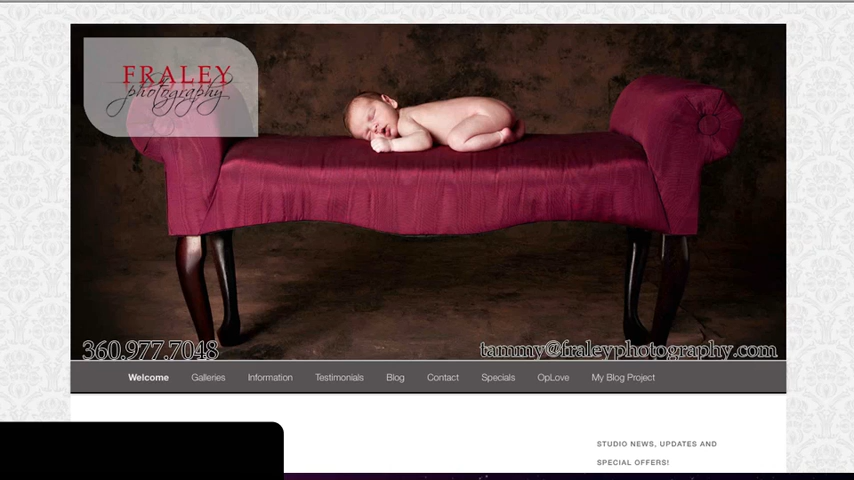 FRALEY
photography
360.977.7048
tammy@fraleyphotography.com
Welcome Galleries Information Testimonials Blog Contact Specials OpLove My Blog Project
STUDIO NEWS, UPDATES AND
SPECIAL OFFERS!